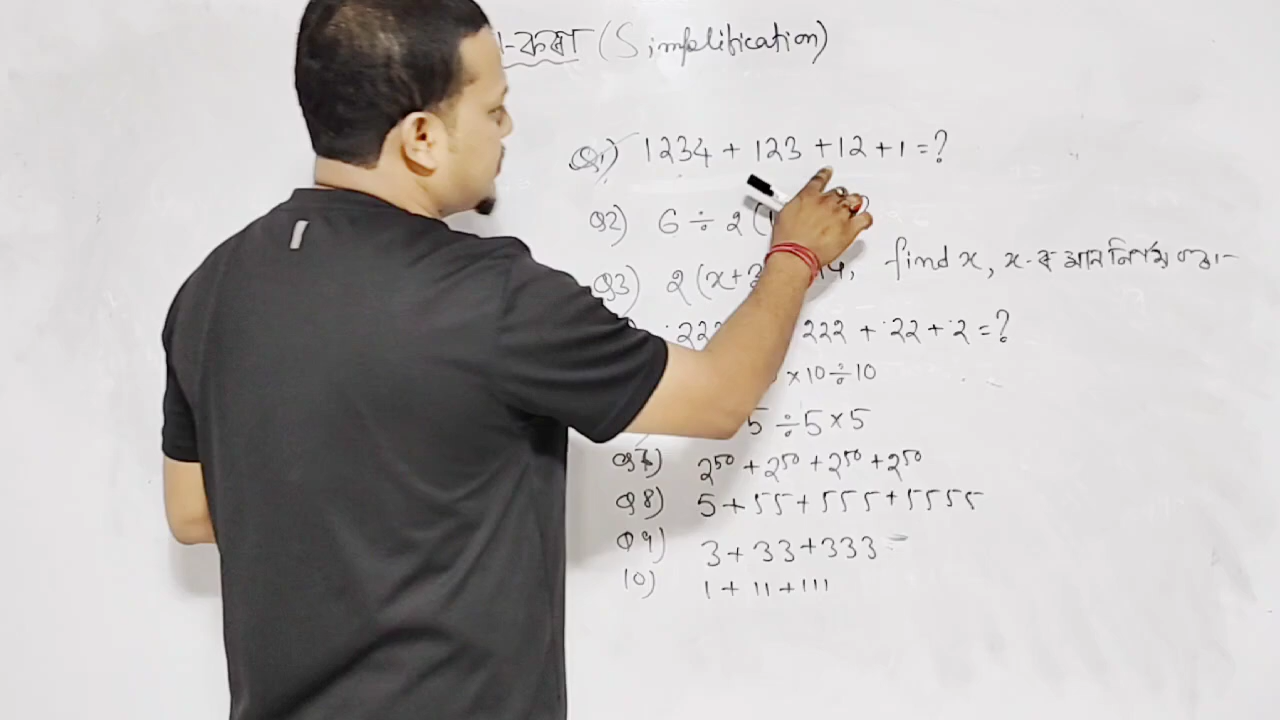 -কৰা (Simplification)
Q1) 1234 + 123 + 12 + 1 = ?
Q2) 6 ÷ 2 (
Q3) 2 (x+3 14, find x, x-ৰ মান নিৰ্ণয় কৰা-
222 222 + 22 + 2 = ?
× 10 ÷ 10
5 ÷ 5 × 5
Q7) 2⁵⁰ + 2⁵⁰ + 2⁵⁰ + 2⁵⁰
Q8) 5 + 55 + 555 + 5555
Q9) 3 + 33 + 333 =
10) 1 + 11 + 111